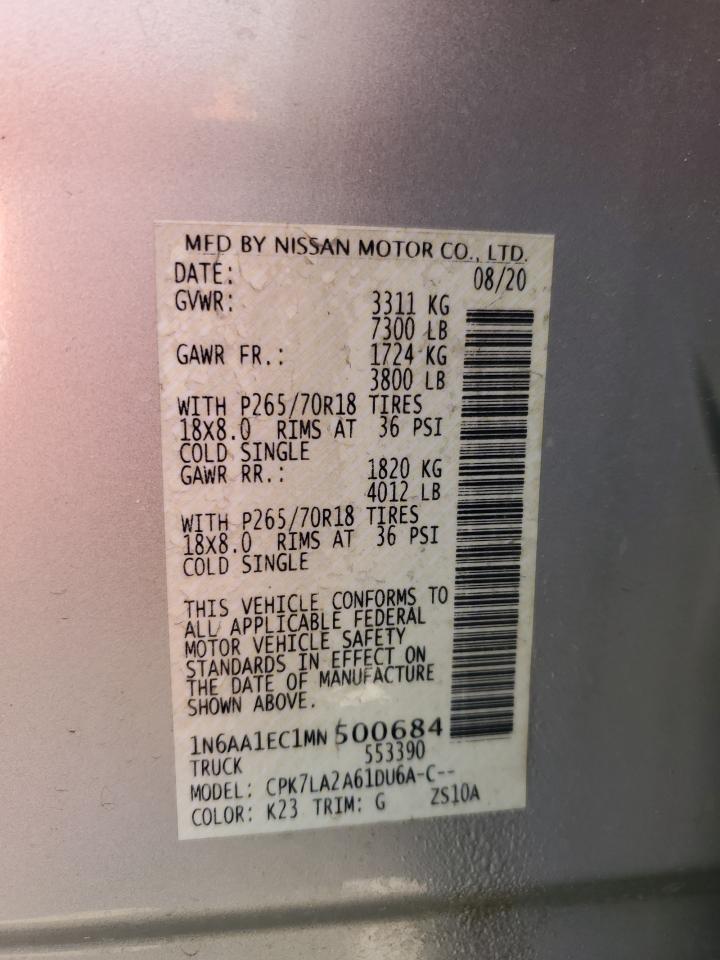 MFD BY NISSAN MOTOR CO., LTD.
DATE: 08/20
GVWR: 3311 KG
7300 LB
GAWR FR.: 1724 KG
3800 LB
WITH P265/70R18 TIRES
18X8.0 RIMS AT 36 PSI
COLD SINGLE
GAWR RR.: 1820 KG
4012 LB
WITH P265/70R18 TIRES
18X8.0 RIMS AT 36 PSI
COLD SINGLE
THIS VEHICLE CONFORMS TO
ALL APPLICABLE FEDERAL
MOTOR VEHICLE SAFETY
STANDARDS IN EFFECT ON
THE DATE OF MANUFACTURE
SHOWN ABOVE.
1N6AA1EC1MN500684
TRUCK 553390
MODEL: CPK7LA2A61DU6A-C--
COLOR: K23 TRIM: G ZS10A